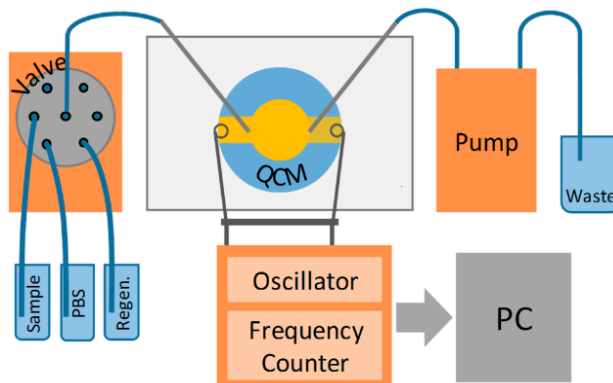 Valve
QCM
Pump
Waste
Sample
PBS
Regen.
Oscillator
Frequency
Counter
PC